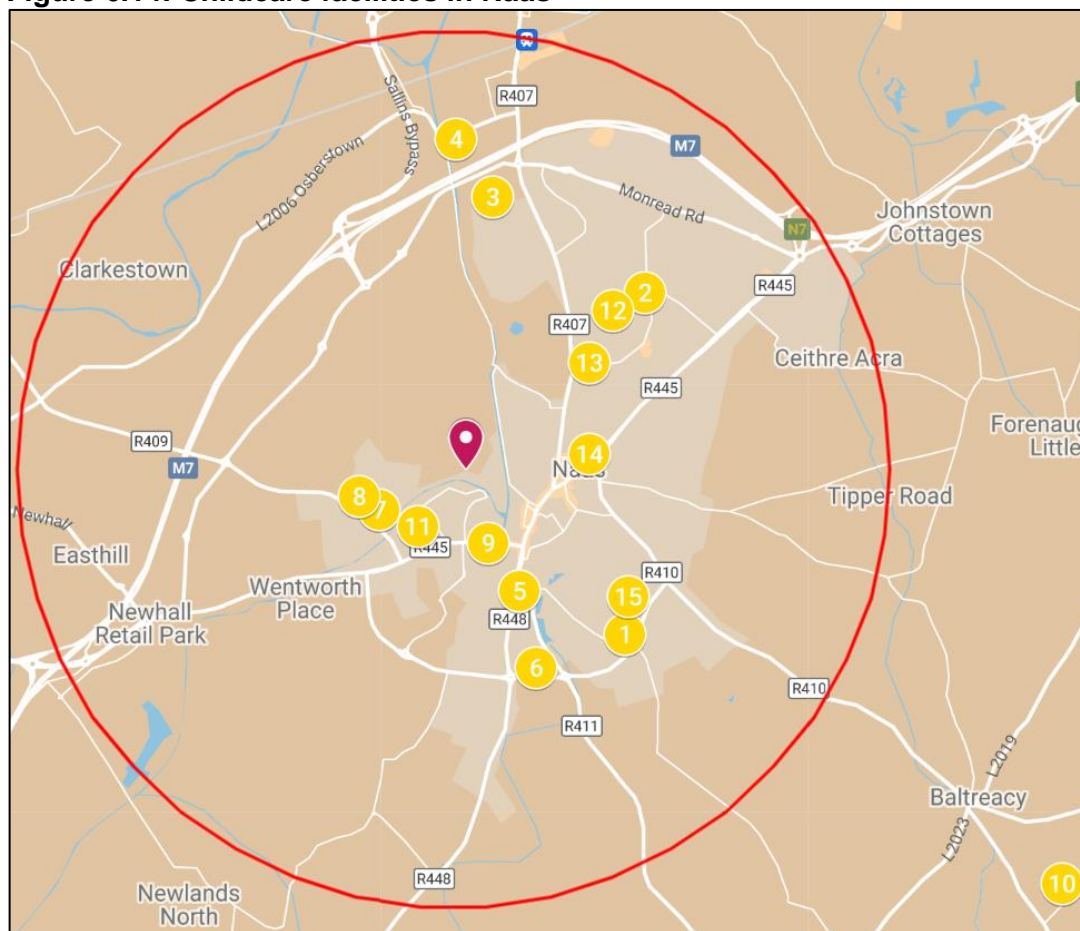 R407
Sallins Bypass
4
M7
L2006 Osberstown
3
Monread Rd
Johnstown
Cottages
N7
Clarkestown
R445
2
12
R407
13
Ceithre Acra
R445
R409
M7
14
Naas
8
7
11
9
R445
Tipper Road
Newhall
Easthill
Wentworth
Place
5
R410
15
Newhall
Retail Park
R448
1
6
R410
R411
L2019
Baltreacy
L2023
R448
10
Newlands
North